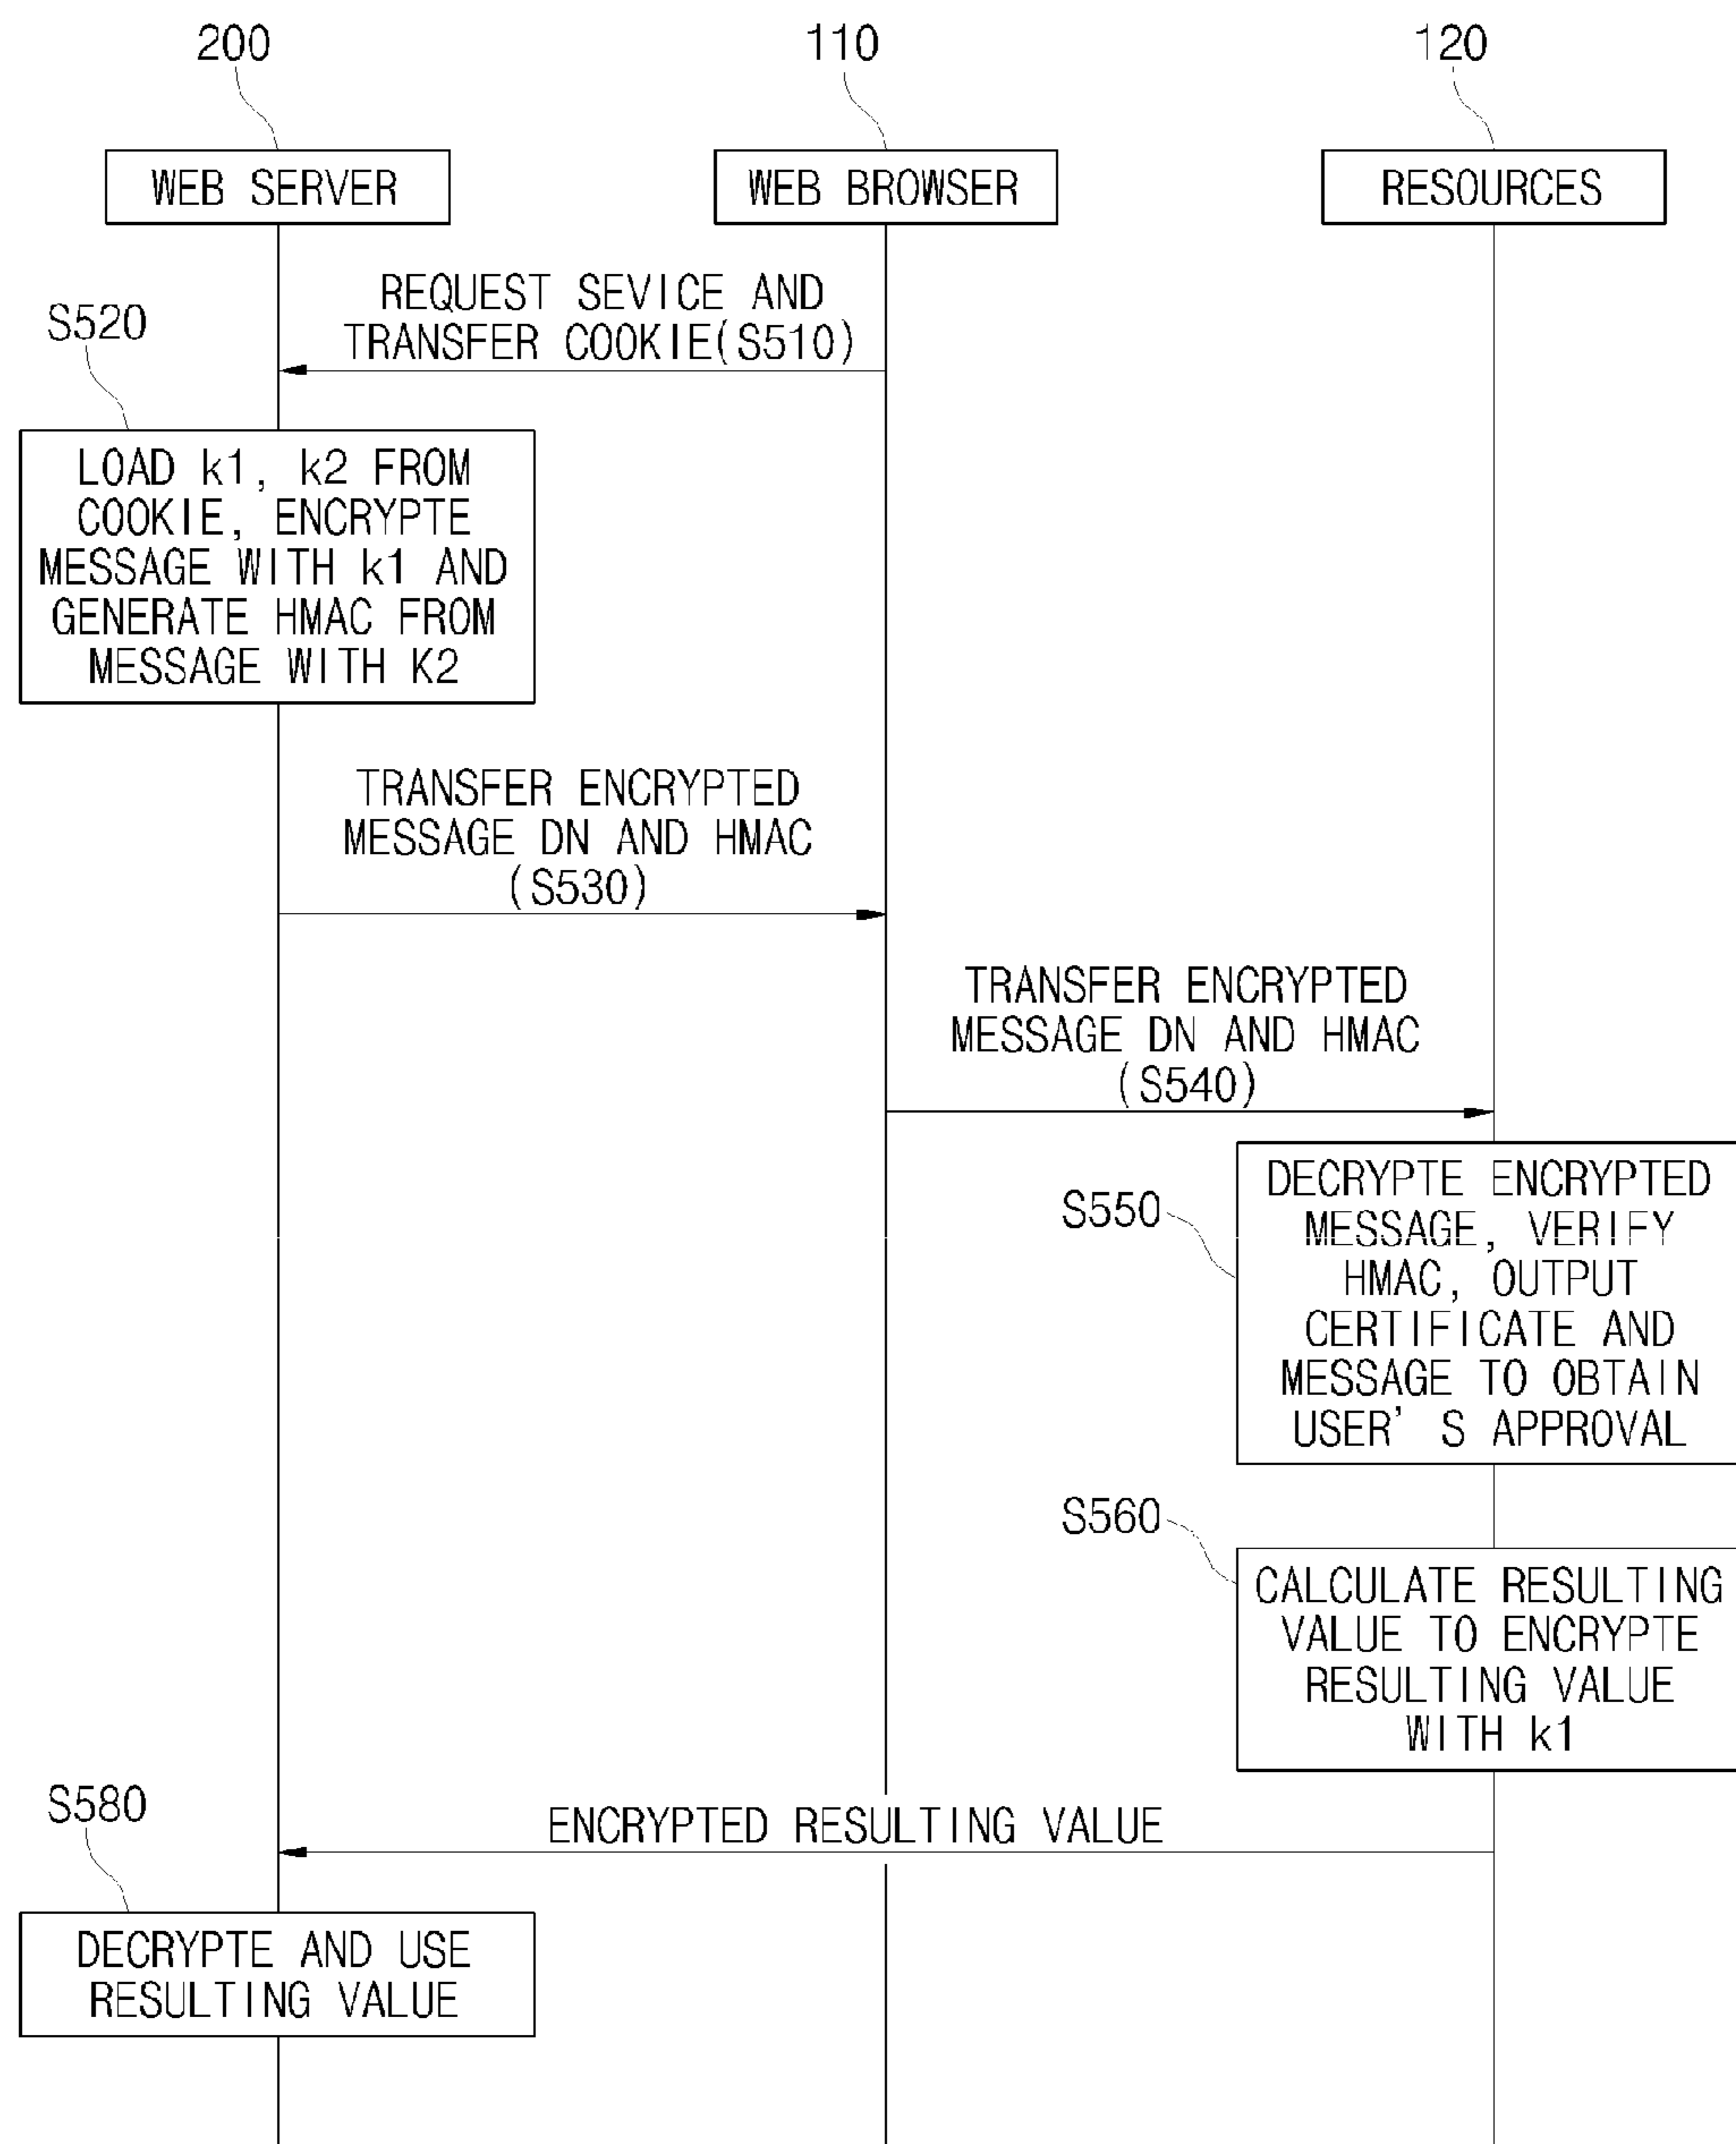 200
110
120
WEB SERVER
WEB BROWSER
RESOURCES
REQUEST SEVICE AND
TRANSFER COOKIE(S510)
S520
LOAD k1, k2 FROM
COOKIE, ENCRYPTE
MESSAGE WITH k1 AND
GENERATE HMAC FROM
MESSAGE WITH K2
TRANSFER ENCRYPTED
MESSAGE DN AND HMAC
(S530)
TRANSFER ENCRYPTED
MESSAGE DN AND HMAC
(S540)
S550
DECRYPTE ENCRYPTED
MESSAGE, VERIFY
HMAC, OUTPUT
CERTIFICATE AND
MESSAGE TO OBTAIN
USER' S APPROVAL
S560
CALCULATE RESULTING
VALUE TO ENCRYPTE
RESULTING VALUE
WITH k1
S580
ENCRYPTED RESULTING VALUE
DECRYPTE AND USE
RESULTING VALUE